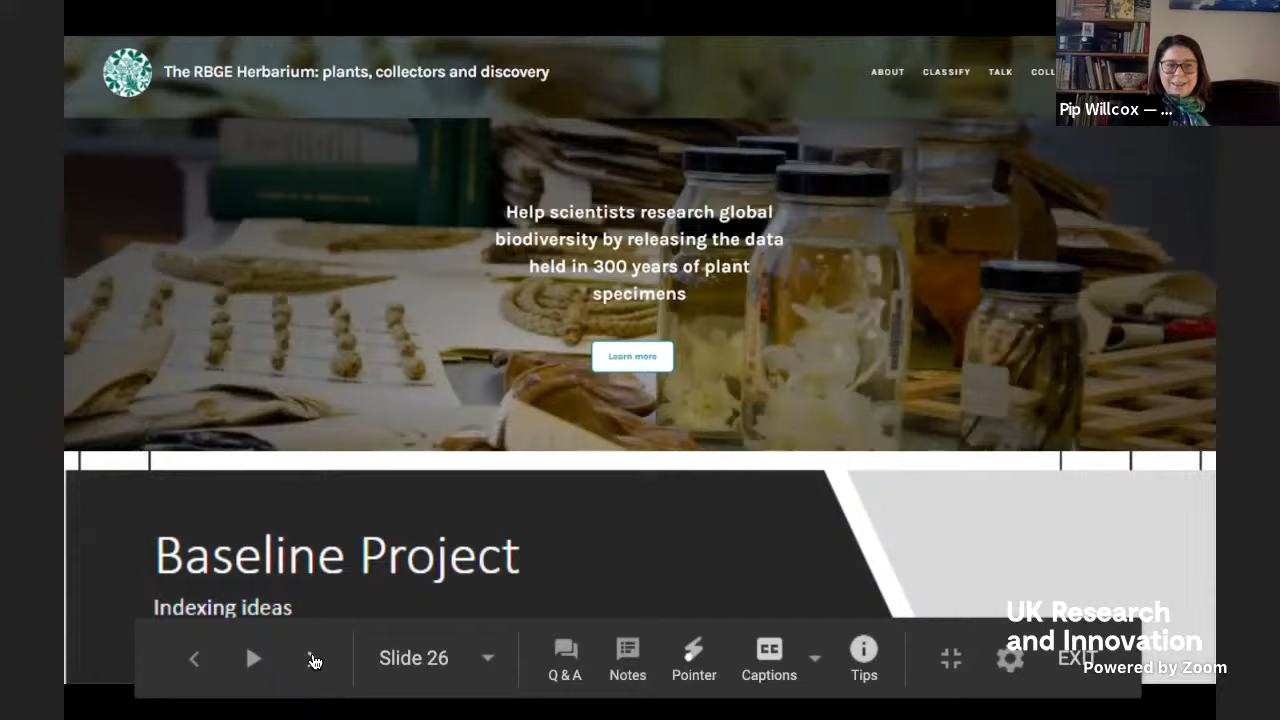 The RBGE Herbarium: plants, collectors and discovery
ABOUT CLASSIFY TALK COLL
Pip Willcox — ...
Help scientists research global
biodiversity by releasing the data
held in 300 years of plant
specimens
Learn more
Baseline Project
Indexing ideas
UK Research
and Innovation
Slide 26
Q & A
Notes
Pointer
Captions
Tips
EXIT
Powered by Zoom